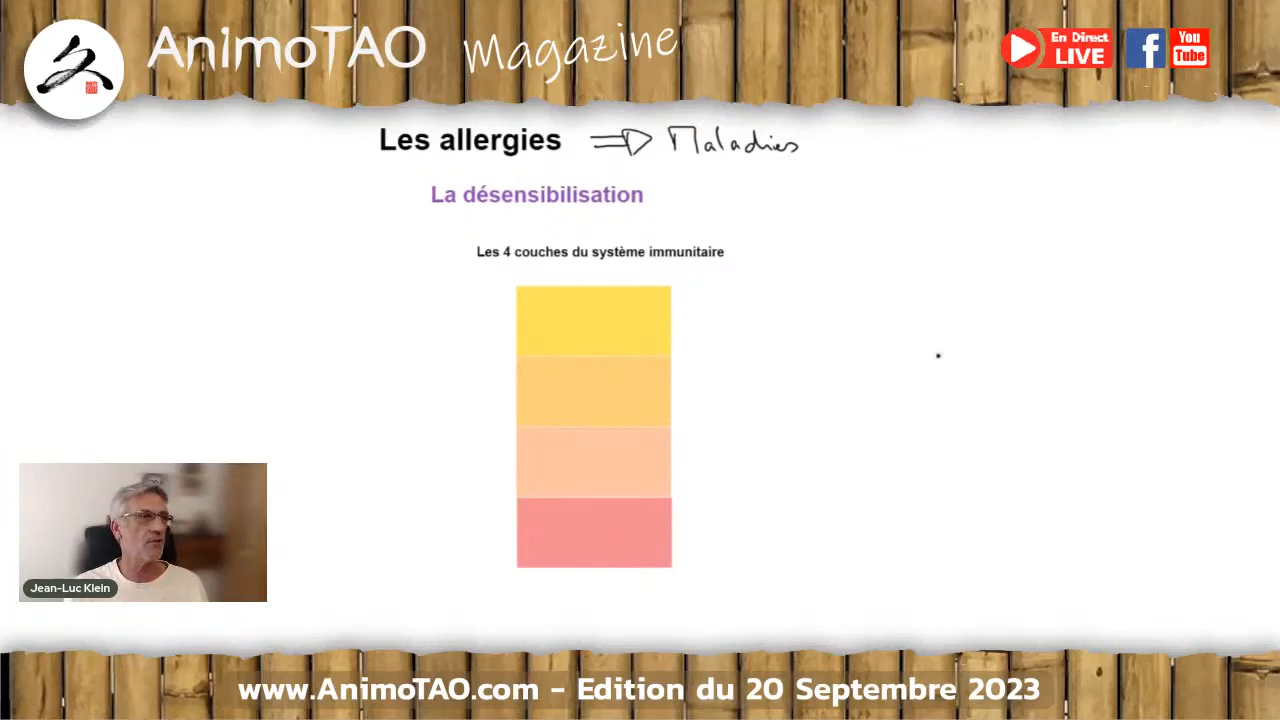 AnimoTAO Magazine
En Direct
LIVE
You
Tube
Les allergies ⇒ Maladies
La désensibilisation
Les 4 couches du système immunitaire
Jean-Luc Klein
www.AnimoTAO.com - Edition du 20 Septembre 2023